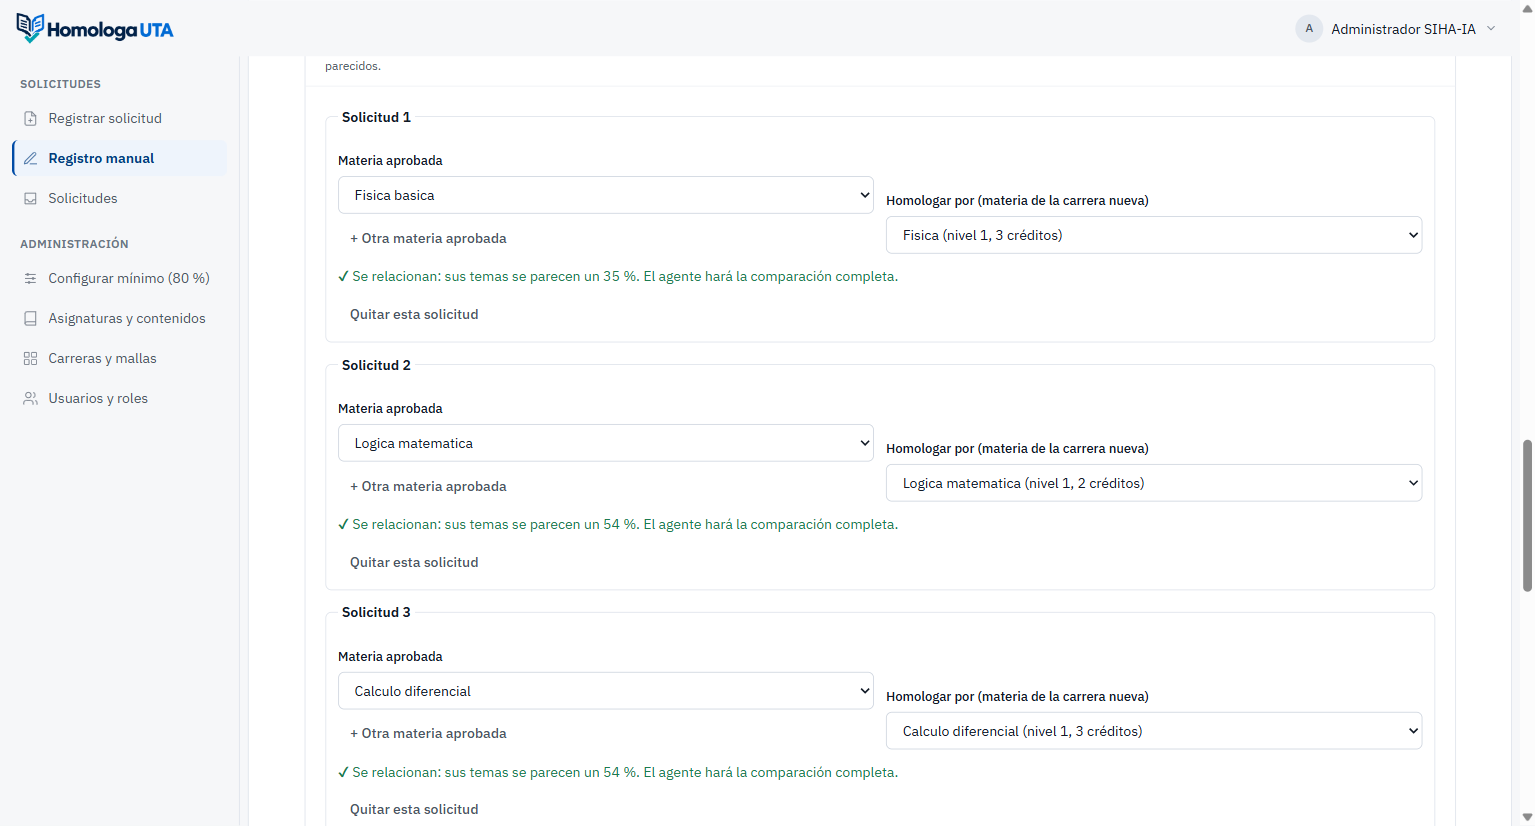 HomologaUTA
A
Administrador SIHA-IA
SOLICITUDES
Registrar solicitud
Registro manual
Solicitudes
ADMINISTRACIÓN
Configurar mínimo (80 %)
Asignaturas y contenidos
Carreras y mallas
Usuarios y roles
parecidos.
Solicitud 1
Materia aprobada
Fisica basica
+ Otra materia aprobada
Homologar por (materia de la carrera nueva)
Fisica (nivel 1, 3 créditos)
✓ Se relacionan: sus temas se parecen un 35 %. El agente hará la comparación completa.
Quitar esta solicitud
Solicitud 2
Materia aprobada
Logica matematica
+ Otra materia aprobada
Homologar por (materia de la carrera nueva)
Logica matematica (nivel 1, 2 créditos)
✓ Se relacionan: sus temas se parecen un 54 %. El agente hará la comparación completa.
Quitar esta solicitud
Solicitud 3
Materia aprobada
Calculo diferencial
+ Otra materia aprobada
Homologar por (materia de la carrera nueva)
Calculo diferencial (nivel 1, 3 créditos)
✓ Se relacionan: sus temas se parecen un 54 %. El agente hará la comparación completa.
Quitar esta solicitud